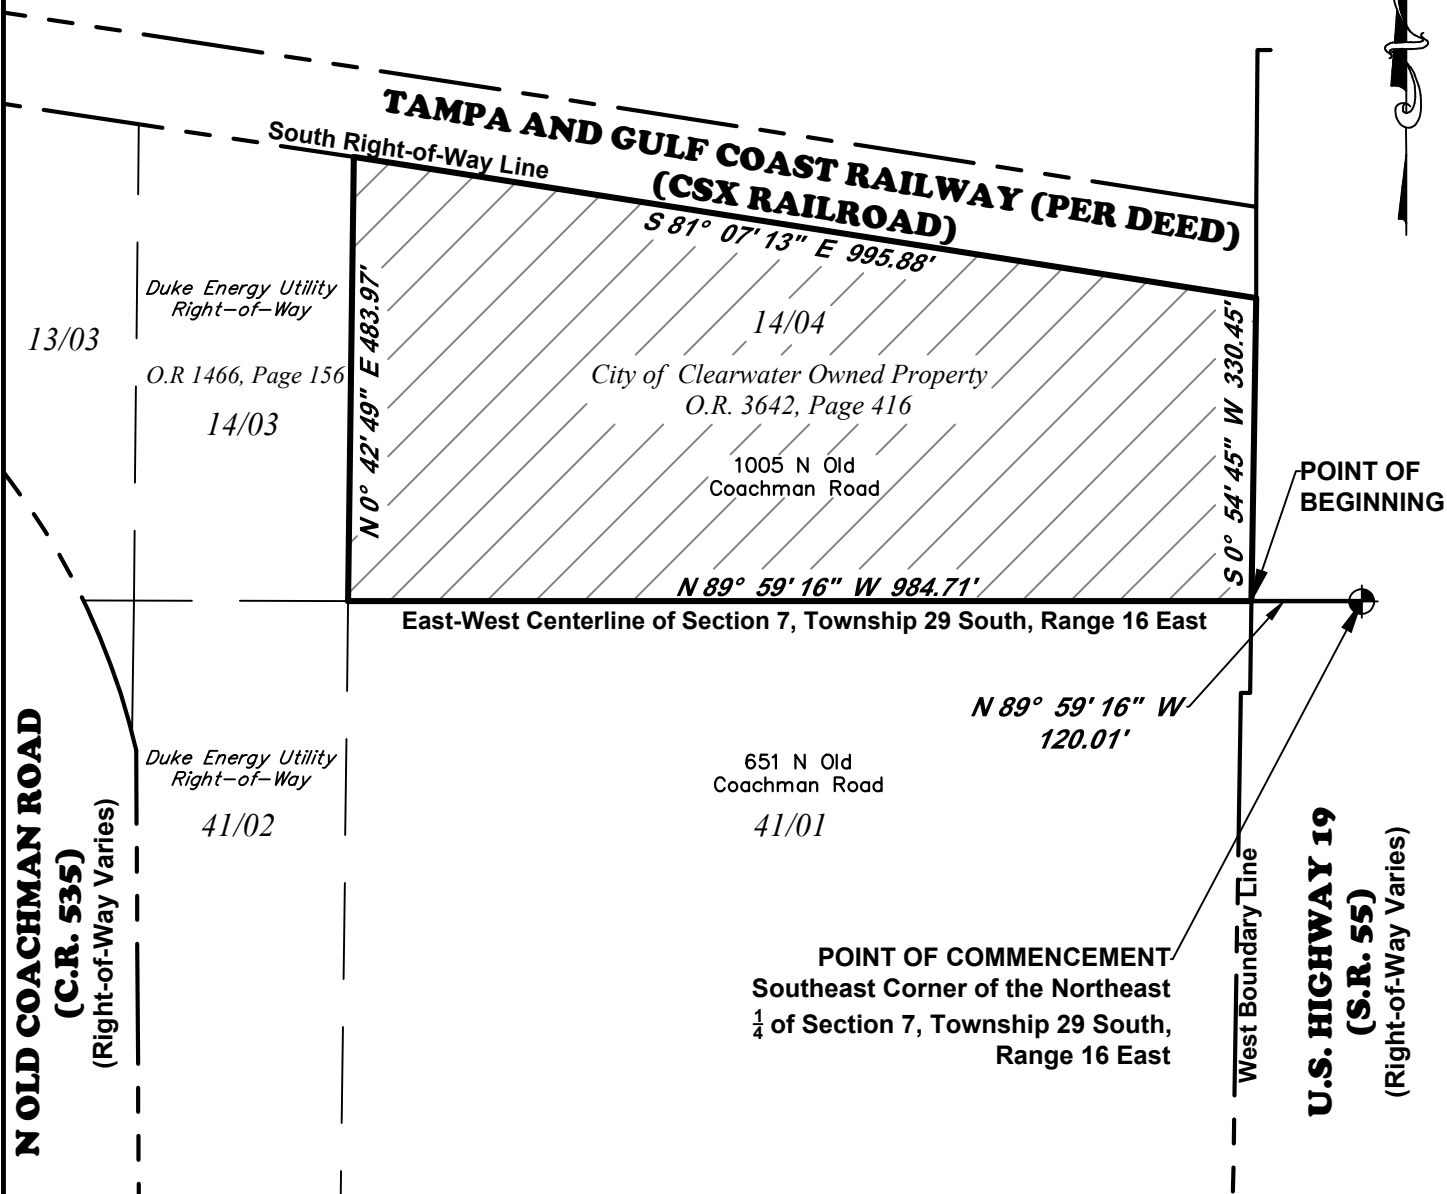 TAMPA AND GULF COAST RAILWAY (PER DEED)
(CSX RAILROAD)
South Right-of-Way Line
S 81° 07' 13" E 995.88'
Duke Energy Utility
Right-of-Way
13/03
O.R 1466, Page 156
14/03
N 0° 42' 49" E 483.97'
14/04
City of Clearwater Owned Property
O.R. 3642, Page 416
1005 N Old
Coachman Road
S 0° 54' 45" W 330.45'
POINT OF
BEGINNING
N 89° 59' 16" W 984.71'
East-West Centerline of Section 7, Township 29 South, Range 16 East
N 89° 59' 16" W
120.01'
Duke Energy Utility
Right-of-Way
41/02
651 N Old
Coachman Road
41/01
N OLD COACHMAN ROAD
(C.R. 535)
(Right-of-Way Varies)
POINT OF COMMENCEMENT
Southeast Corner of the Northeast
1/4 of Section 7, Township 29 South,
Range 16 East
West Boundary Line
U.S. HIGHWAY 19
(S.R. 55)
(Right-of-Way Varies)